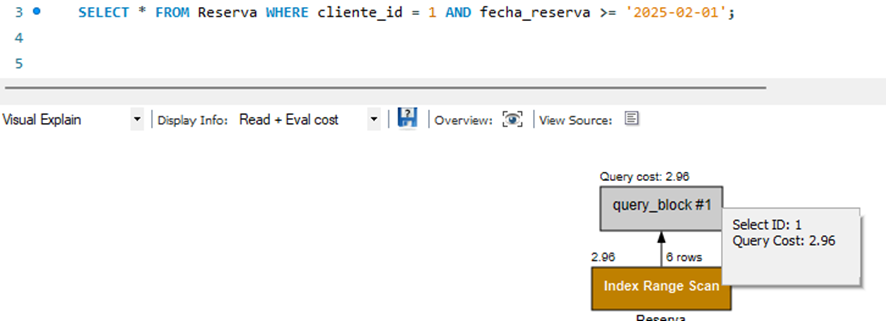 3 SELECT * FROM Reserva WHERE cliente_id = 1 AND fecha_reserva >= '2025-02-01';
4
5
Visual Explain Display Info: Read + Eval cost Overview: View Source:
Query cost: 2.96
query_block #1
Select ID: 1
Query Cost: 2.96
2.96 6 rows
Index Range Scan
Reserva